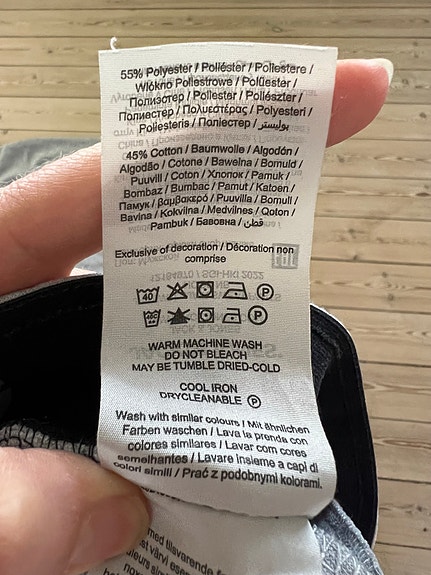 55% Polyester / Poliéster / Poliestere /
Włókno Poliestrowe / Polÿester /
Полиэстер / Poliester / Poliészter /
Полиестер / Πολυεστέρας / Polyesteri /
Poliesteris / Поліестер / بوليستر
45% Cotton / Baumwolle / Algodón /
Algodão / Cotone / Bawełna / Bomuld /
Puuvill / Coton / Хлопок / Pamuk /
Bombaz / Bumbac / Pamut / Katoen /
Памук / βαμβακερό / Puuvilla / Bomull /
Bavlna / Kokvilna / Medvilnės / Qoton /
Pambuk / Бавовна / قطن
Exclusive of decoration / Décoration non
comprise
40 P
40 P
WARM MACHINE WASH
DO NOT BLEACH
MAY BE TUMBLE DRIED-COLD
COOL IRON
DRYCLEANABLE P
Wash with similar colours / Mit ähnlichen
Farben waschen / Lava la prenda con
colores similares / Lavar com cores
semelhantes / Lavare insieme a capi di
colori simili / Prać z podobnymi kolorami.
med tilsvarende